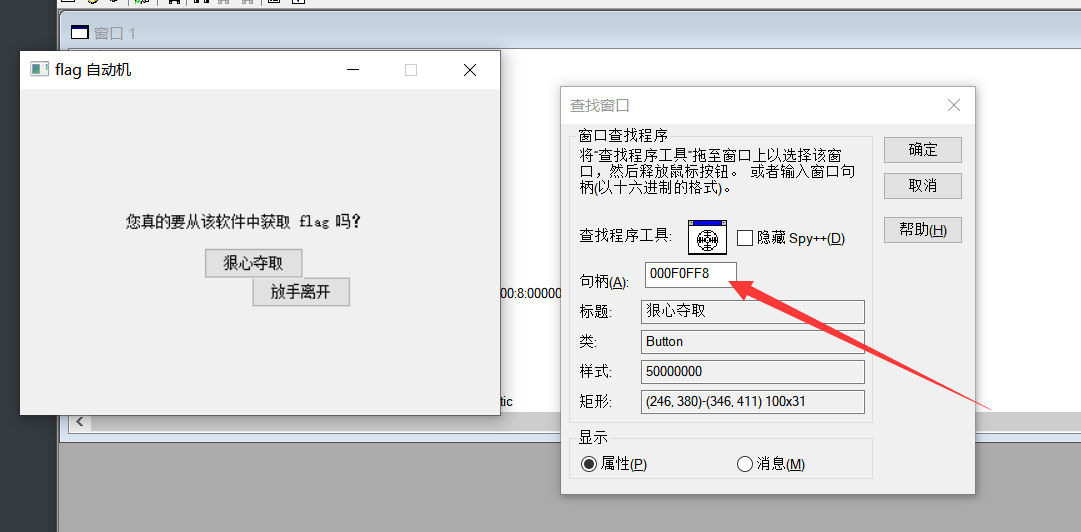 窗口 1
flag 自动机
您真的要从该软件中获取 flag 吗？
狠心夺取
放手离开
00:8:00000
tic
查找窗口
窗口查找程序
将"查找程序工具"拖至窗口上以选择该窗
口，然后释放鼠标按钮。 或者输入窗口句
柄(以十六进制的格式)。
查找程序工具:
隐藏 Spy++(D)
句柄(A):
000F0FF8
标题:
狠心夺取
类:
Button
样式:
50000000
矩形:
(246, 380)-(346, 411) 100x31
显示
属性(P)
消息(M)
确定
取消
帮助(H)